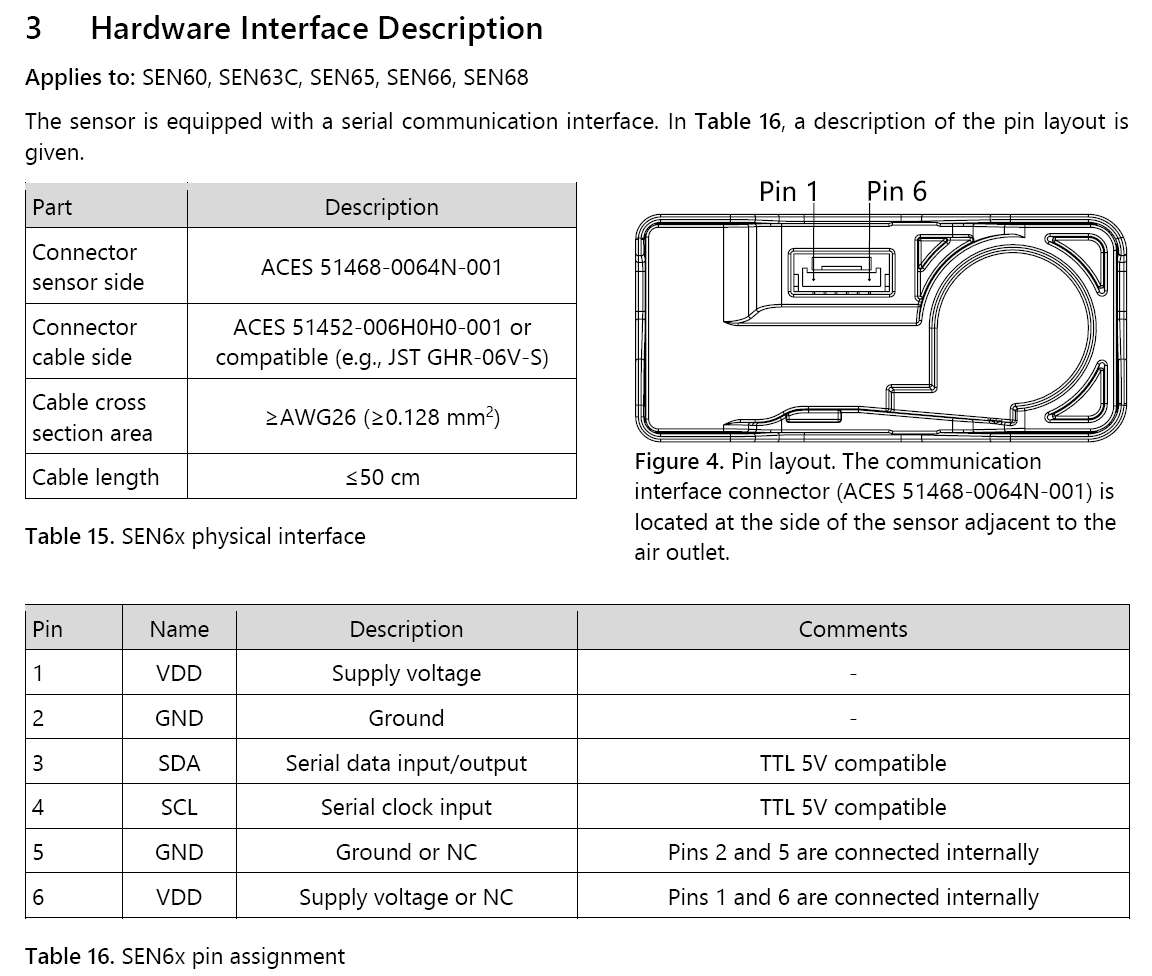 3 Hardware Interface Description
Applies to: SEN60, SEN63C, SEN65, SEN66, SEN68
The sensor is equipped with a serial communication interface. In Table 16, a description of the pin layout is
given.
Part Description
Connector
sensor side
ACES 51468-0064N-001
Connector
cable side
ACES 51452-006H0H0-001 or
compatible (e.g., JST GHR-06V-S)
Cable cross
section area
≥AWG26 (≥0.128 mm²)
Cable length ≤50 cm
Table 15. SEN6x physical interface
Pin 1 Pin 6
Figure 4. Pin layout. The communication
interface connector (ACES 51468-0064N-001) is
located at the side of the sensor adjacent to the
air outlet.
Pin Name Description Comments
1 VDD Supply voltage -
2 GND Ground -
3 SDA Serial data input/output TTL 5V compatible
4 SCL Serial clock input TTL 5V compatible
5 GND Ground or NC Pins 2 and 5 are connected internally
6 VDD Supply voltage or NC Pins 1 and 6 are connected internally
Table 16. SEN6x pin assignment